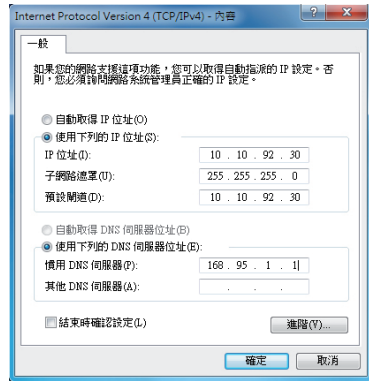 Internet Protocol Version 4 (TCP/IPv4) - 內容
一般
如果您的網路支援這項功能，您可以取得自動指派的 IP 設定。否
則，您必須詢問網路系統管理員正確的 IP 設定。
自動取得 IP 位址(O)
使用下列的 IP 位址(S):
IP 位址(I): 10 . 10 . 92 . 30
子網路遮罩(U): 255 . 255 . 255 . 0
預設閘道(D): 10 . 10 . 92 . 30
自動取得 DNS 伺服器位址(B)
使用下列的 DNS 伺服器位址(E):
慣用 DNS 伺服器(P): 168 . 95 . 1 . 1
其他 DNS 伺服器(A): . . .
結束時確認設定(L)
進階(V)...
確定 取消